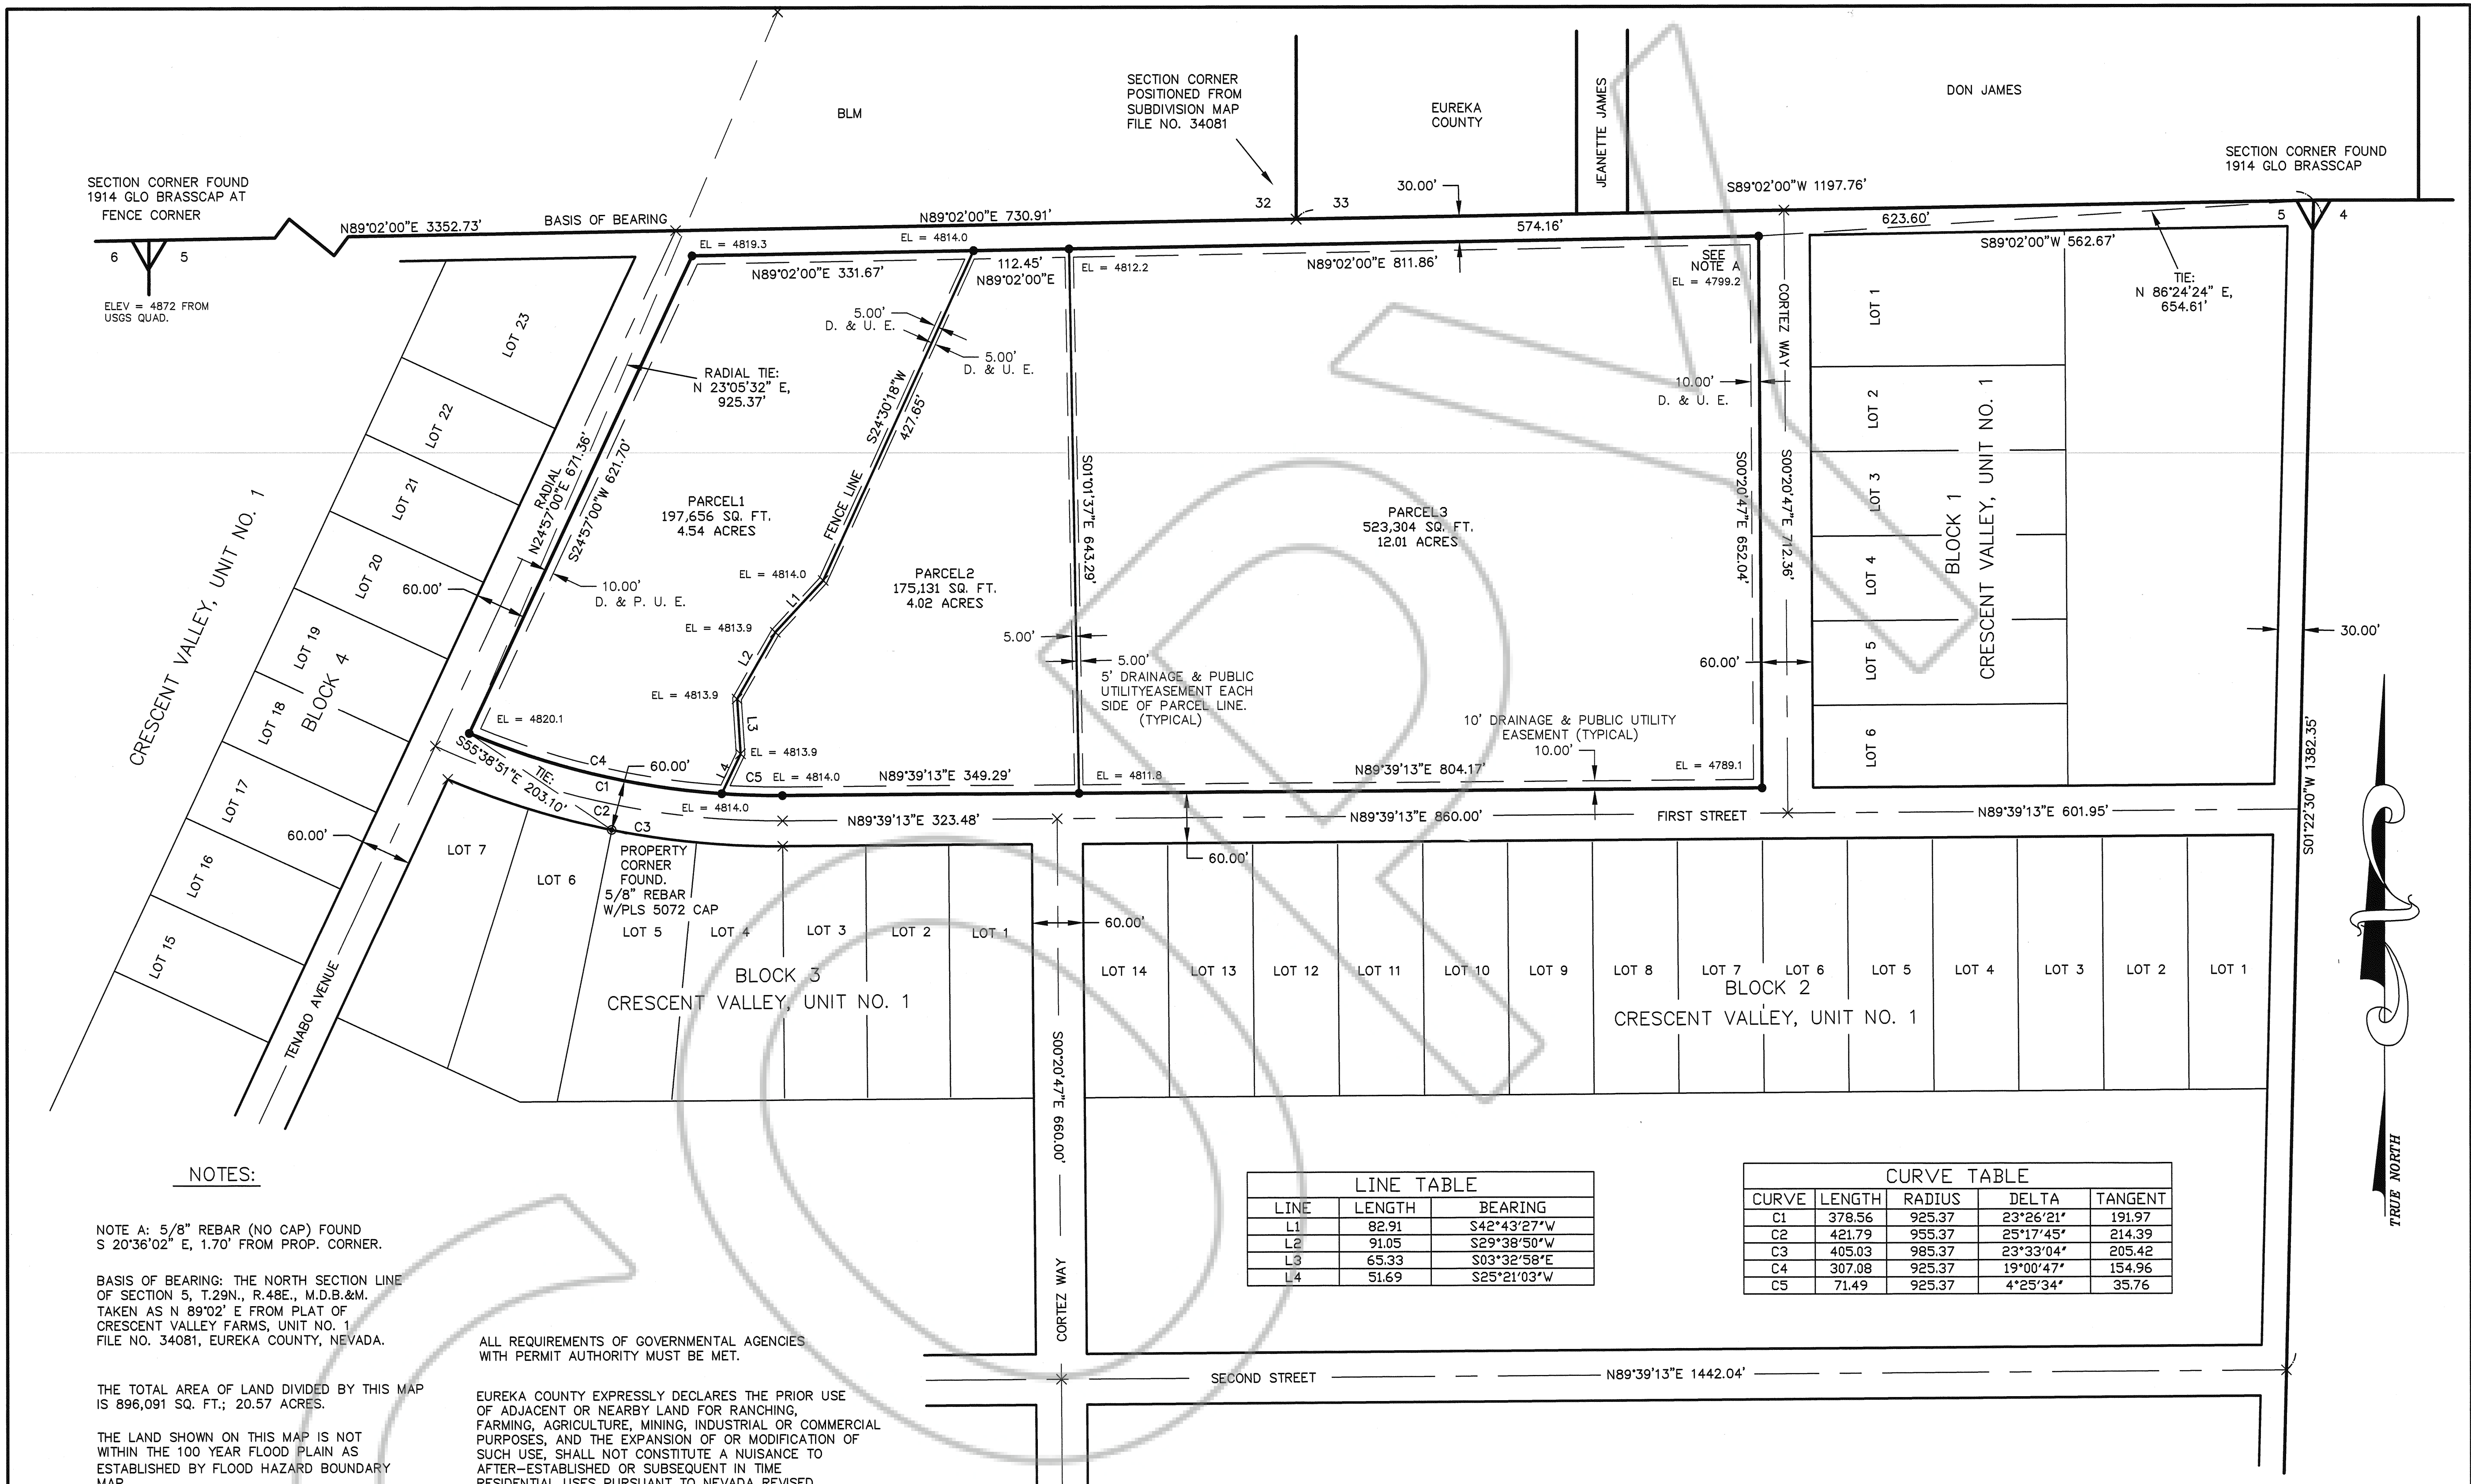 BLM
SECTION CORNER
POSITIONED FROM
SUBDIVISION MAP
FILE NO. 34081
EUREKA
COUNTY
JEANETTE JAMES
DON JAMES
SECTION CORNER FOUND
1914 GLO BRASSCAP AT
FENCE CORNER
SECTION CORNER FOUND
1914 GLO BRASSCAP
6
5
ELEV = 4872 FROM
USGS QUAD.
N89°02'00"E 3352.73'
BASIS OF BEARING
N89°02'00"E 730.91'
32
33
30.00'
574.16'
S89°02'00"W 1197.76'
623.60'
5
4
S89°02'00"W 562.67'
TIE:
N 86°24'24" E,
654.61'
EL = 4819.3
EL = 4814.0
N89°02'00"E 331.67'
112.45'
N89°02'00"E
EL = 4812.2
N89°02'00"E 811.86'
SEE
NOTE A
EL = 4799.2
5.00'
D. & U. E.
5.00'
D. & U. E.
RADIAL TIE:
N 23°05'32" E,
925.37'
S24°30'18"W
427.65'
FENCE LINE
10.00'
D. & U. E.
CORTEZ WAY
LOT 1
LOT 2
LOT 3
LOT 4
LOT 5
LOT 6
BLOCK 1
CRESCENT VALLEY, UNIT NO. 1
LOT 23
LOT 22
LOT 21
LOT 20
LOT 19
LOT 18
LOT 17
LOT 16
LOT 15
BLOCK 4
CRESCENT VALLEY, UNIT NO. 1
RADIAL
N24°57'00"E 671.36'
S24°57'00"W 621.70'
60.00'
10.00'
D. & P. U. E.
PARCEL1
197,656 SQ. FT.
4.54 ACRES
PARCEL2
175,131 SQ. FT.
4.02 ACRES
PARCEL3
523,304 SQ. FT.
12.01 ACRES
S01°01'37"E 643.29'
S00°20'47"E 652.04'
S00°20'47"E 712.36'
EL = 4814.0
L1
EL = 4813.9
L2
EL = 4813.9
L3
EL = 4813.9
L4
5.00'
5.00'
5' DRAINAGE & PUBLIC
UTILITYEASEMENT EACH
SIDE OF PARCEL LINE.
(TYPICAL)
60.00'
30.00'
10' DRAINAGE & PUBLIC UTILITY
EASEMENT (TYPICAL)
10.00'
EL = 4820.1
S55°38'51"E 203.10'
TIE:
C4
C1
C2
C3
60.00'
C5
EL = 4814.0
EL = 4814.0
N89°39'13"E 349.29'
EL = 4811.8
N89°39'13"E 804.17'
EL = 4789.1
N89°39'13"E 323.48'
N89°39'13"E 860.00'
FIRST STREET
N89°39'13"E 601.95'
S01°22'30"W 1382.35'
60.00'
60.00'
TENABO AVENUE
PROPERTY
CORNER
FOUND.
5/8" REBAR
W/PLS 5072 CAP
LOT 7
LOT 6
LOT 5
LOT 4
LOT 3
LOT 2
LOT 1
BLOCK 3
CRESCENT VALLEY, UNIT NO. 1
60.00'
LOT 14
LOT 13
LOT 12
LOT 11
LOT 10
LOT 9
LOT 8
LOT 7
LOT 6
LOT 5
LOT 4
LOT 3
LOT 2
LOT 1
BLOCK 2
CRESCENT VALLEY, UNIT NO. 1
S00°20'47"E 660.00'
CORTEZ WAY
TRUE NORTH
LINE TABLE
LINE LENGTH BEARING
L1 82.91 S42°43'27"W
L2 91.05 S29°38'50"W
L3 65.33 S03°32'58"E
L4 51.69 S25°21'03"W
CURVE TABLE
CURVE LENGTH RADIUS DELTA TANGENT
C1 378.56 925.37 23°26'21" 191.97
C2 421.79 955.37 25°17'45" 214.39
C3 405.03 985.37 23°33'04" 205.42
C4 307.08 925.37 19°00'47" 154.96
C5 71.49 925.37 4°25'34" 35.76
SECOND STREET
N89°39'13"E 1442.04'
NOTES:
NOTE A: 5/8" REBAR (NO CAP) FOUND
S 20°36'02" E, 1.70' FROM PROP. CORNER.
BASIS OF BEARING: THE NORTH SECTION LINE
OF SECTION 5, T.29N., R.48E., M.D.B.&M.
TAKEN AS N 89°02' E FROM PLAT OF
CRESCENT VALLEY FARMS, UNIT NO. 1
FILE NO. 34081, EUREKA COUNTY, NEVADA.
THE TOTAL AREA OF LAND DIVIDED BY THIS MAP
IS 896,091 SQ. FT.; 20.57 ACRES.
THE LAND SHOWN ON THIS MAP IS NOT
WITHIN THE 100 YEAR FLOOD PLAIN AS
ESTABLISHED BY FLOOD HAZARD BOUNDARY
MAP
ALL REQUIREMENTS OF GOVERNMENTAL AGENCIES
WITH PERMIT AUTHORITY MUST BE MET.
EUREKA COUNTY EXPRESSLY DECLARES THE PRIOR USE
OF ADJACENT OR NEARBY LAND FOR RANCHING,
FARMING, AGRICULTURE, MINING, INDUSTRIAL OR COMMERCIAL
PURPOSES, AND THE EXPANSION OF OR MODIFICATION OF
SUCH USE, SHALL NOT CONSTITUTE A NUISANCE TO
AFTER-ESTABLISHED OR SUBSEQUENT IN TIME
RESIDENTIAL USES PURSUANT TO NEVADA REVISED
COPY